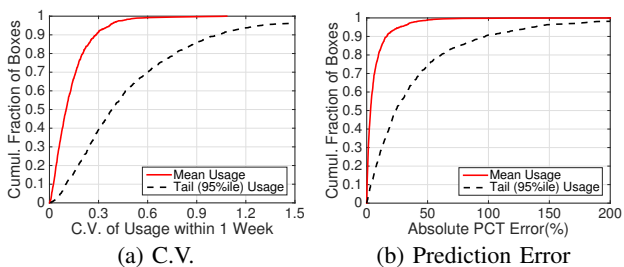 Cumul. Fraction of Boxes
1
0.9
0.8
0.7
0.6
0.5
0.4
0.3
0.2
0.1
0
Mean Usage
Tail (95%ile) Usage
0 0.3 0.6 0.9 1.2 1.5
C.V. of Usage within 1 Week
(a) C.V.
Cumul. Fraction of Boxes
1
0.9
0.8
0.7
0.6
0.5
0.4
0.3
0.2
0.1
0
Mean Usage
Tail (95%ile) Usage
0 50 100 150 200
Absolute PCT Error(%)
(b) Prediction Error